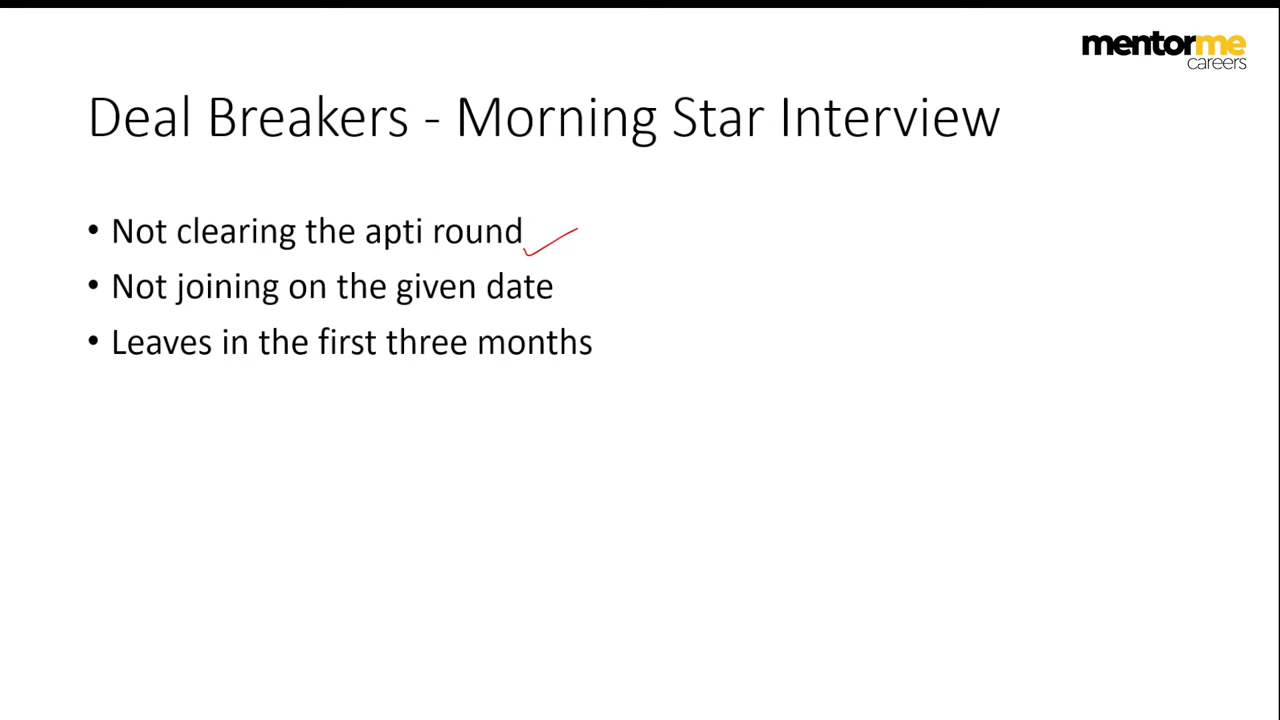 mentorme
careers
Deal Breakers - Morning Star Interview
• Not clearing the apti round
• Not joining on the given date
• Leaves in the first three months